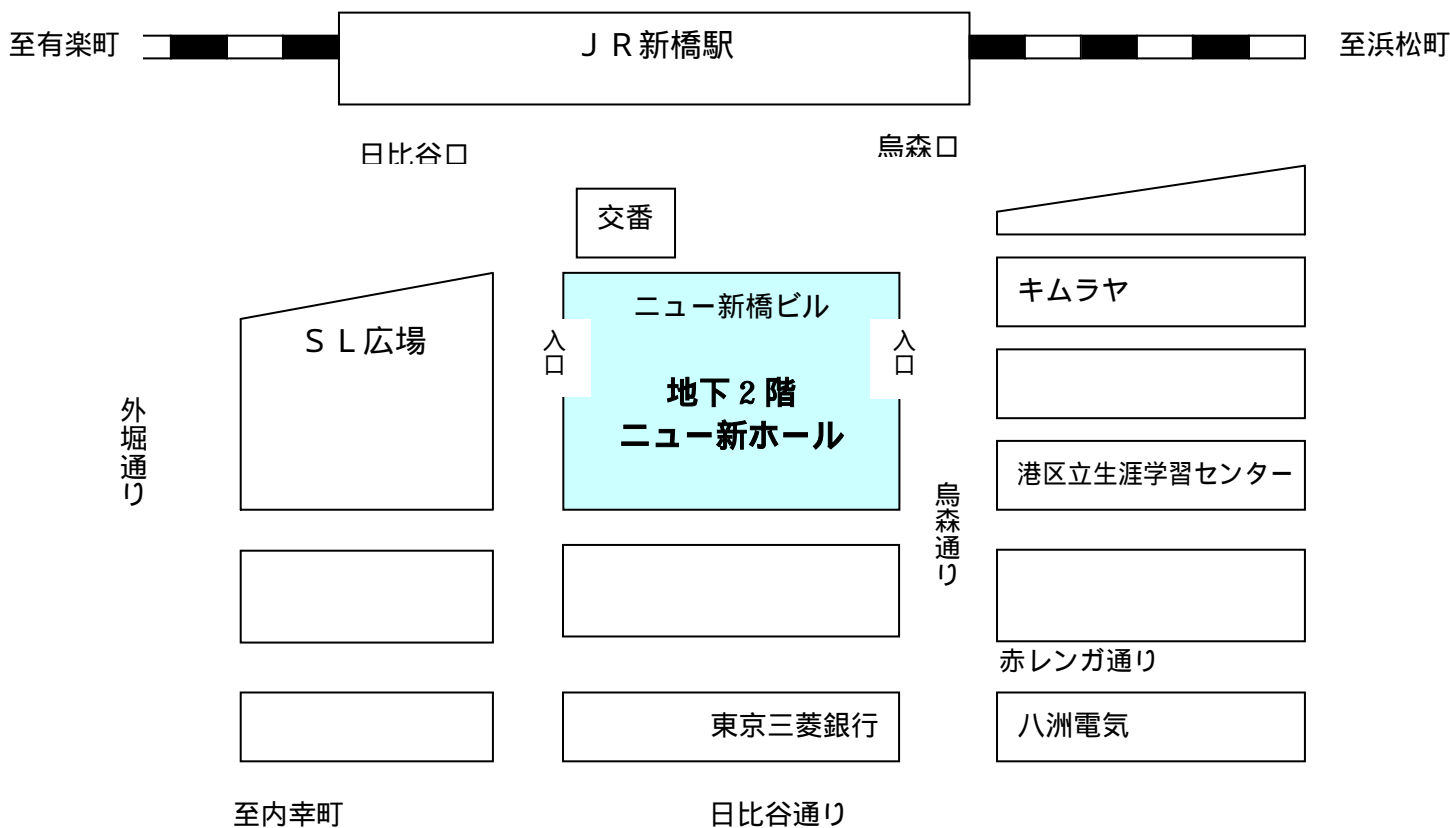 至有楽町
ＪＲ新橋駅
至浜松町
日比谷口
烏森口
交番
ニュー新橋ビル
キムラヤ
ＳＬ広場
入口
入口
地下２階
ニュー新ホール
外堀通り
港区立生涯学習センター
烏森通り
赤レンガ通り
東京三菱銀行
八洲電気
至内幸町
日比谷通り